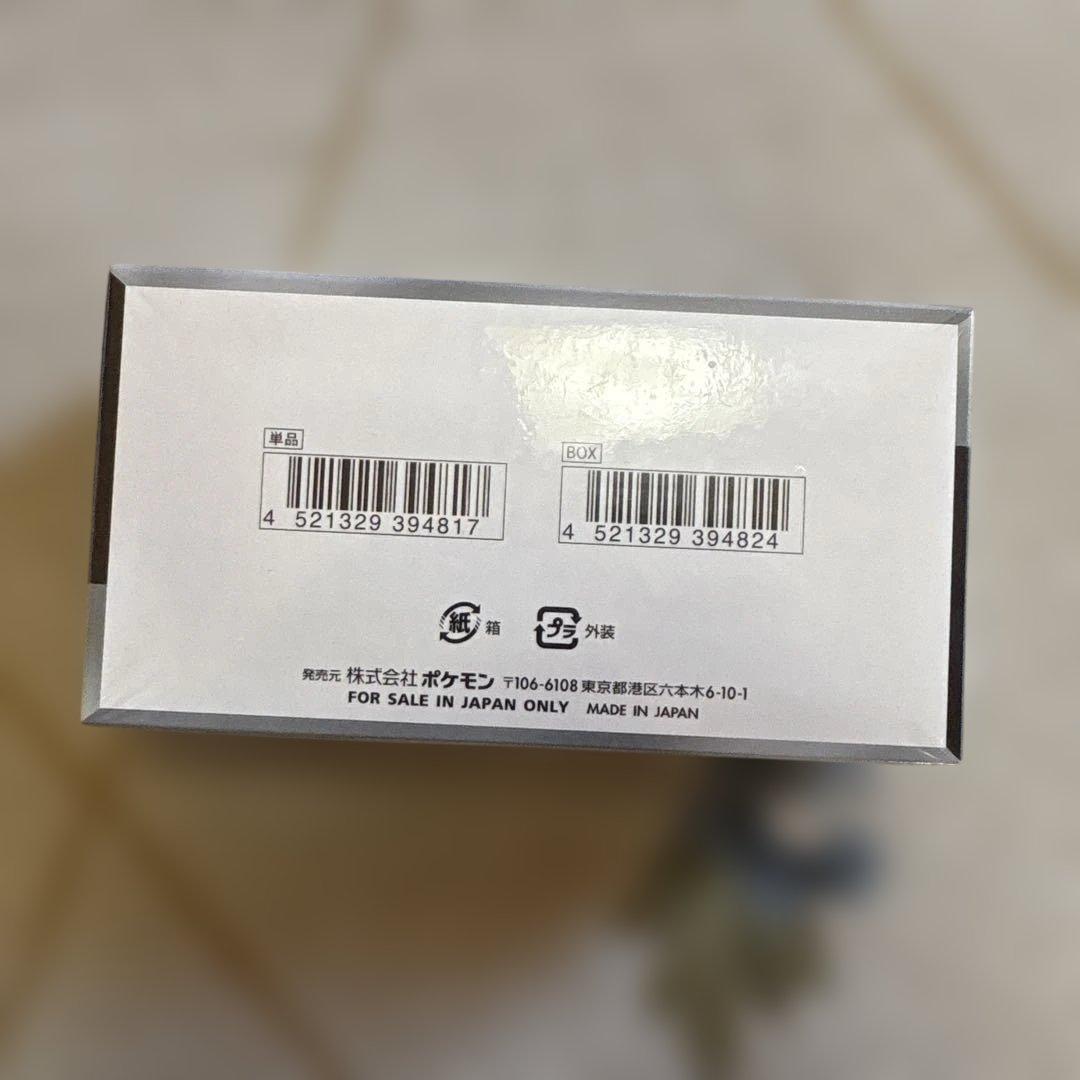 単品
4 521329 394817
BOX
4 521329 394824
紙 箱
プラ 外装
発売元 株式会社 ポケモン 〒106-6108 東京都港区六本木6-10-1
FOR SALE IN JAPAN ONLY MADE IN JAPAN